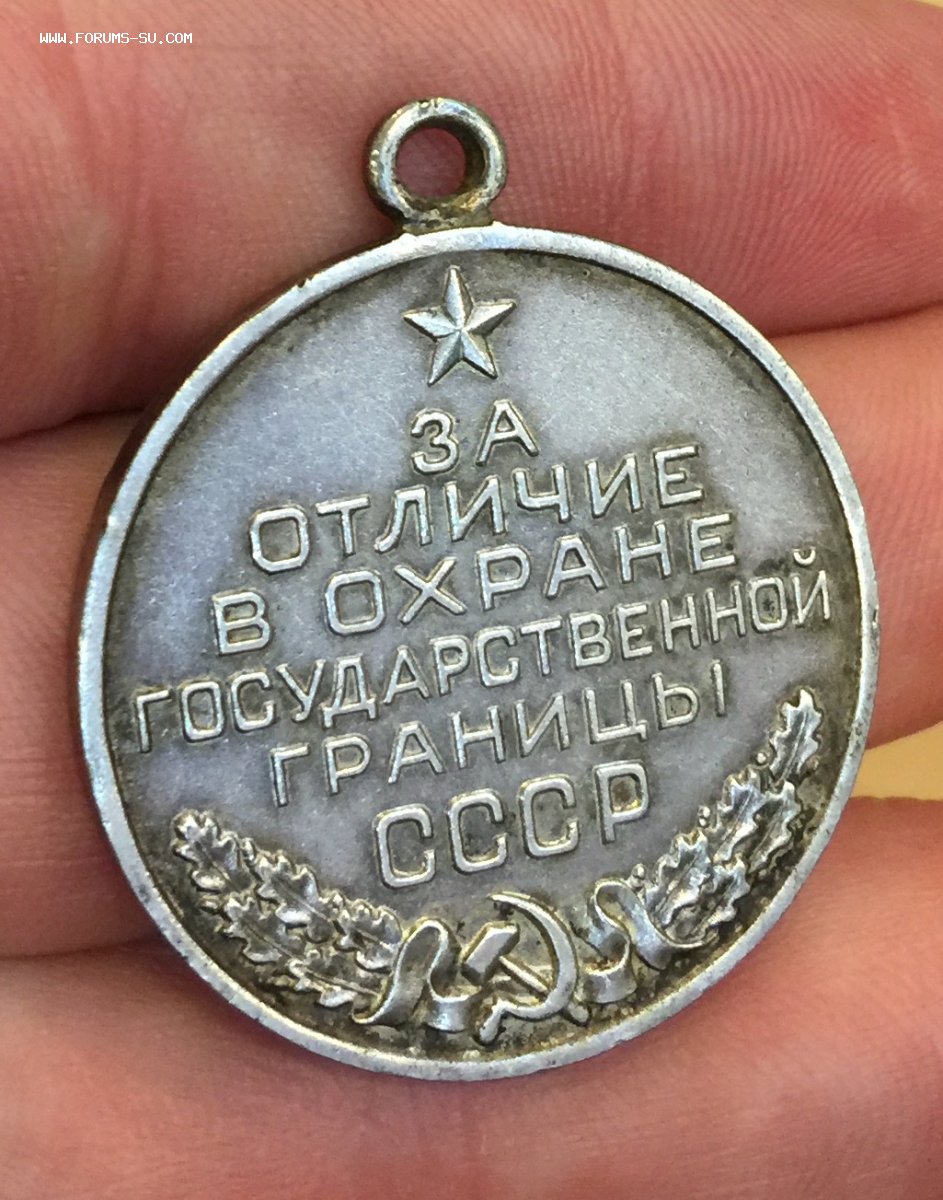 WWW.FORUMS-SU.COM
ЗА
ОТЛИЧИЕ
В ОХРАНЕ
ГОСУДАРСТВЕННОЙ
ГРАНИЦЫ
СССР